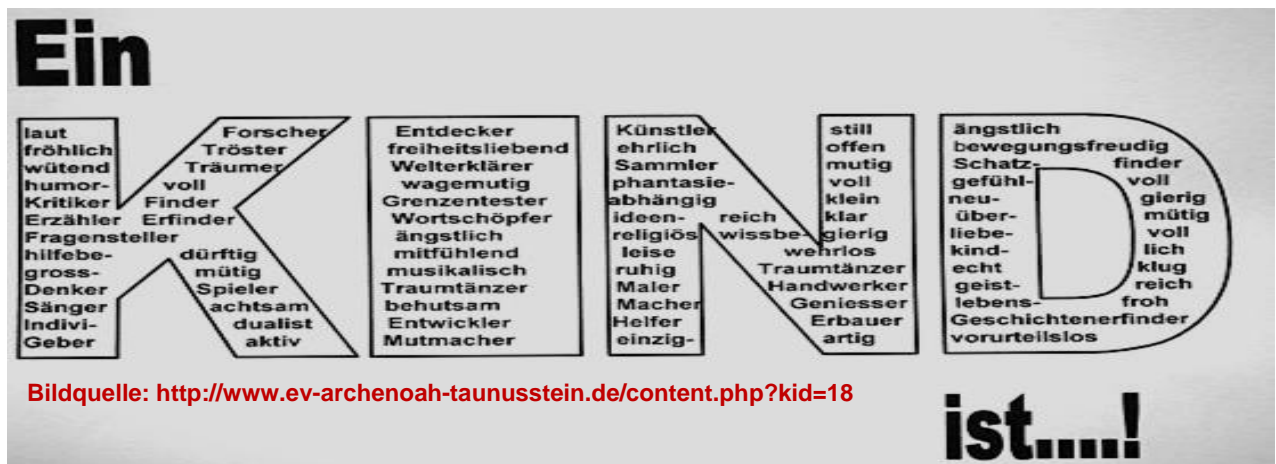 Ein
laut Forscher
fröhlich Tröster
wütend Träumer
humor- voll
Kritiker Finder
Erzähler Erfinder
Fragensteller
hilfebe- dürftig
gross- mütig
Denker Spieler
Sänger achtsam
Indivi- dualist
Geber aktiv
Entdecker
freiheitsliebend
Welterklärer
wagemutig
Grenzentester
Wortschöpfer
ängstlich
mitfühlend
musikalisch
Traumtänzer
behutsam
Entwickler
Mutmacher
Künstler still
ehrlich offen
Sammler mutig
phantasie- voll
abhängig klein
ideen- reich klar
religiös wissbe- gierig
leise wehrlos
ruhig Traumtänzer
Maler Handwerker
Macher Geniesser
Helfer Erbauer
einzig- artig
ängstlich
bewegungsfreudig
Schatz- finder
gefühl- voll
neu- gierig
über- mütig
liebe- voll
kind- lich
echt klug
geist- reich
lebens- froh
Geschichtenerfinder
vorurteilslos
Bildquelle: http://www.ev-archenoah-taunusstein.de/content.php?kid=18
ist....!